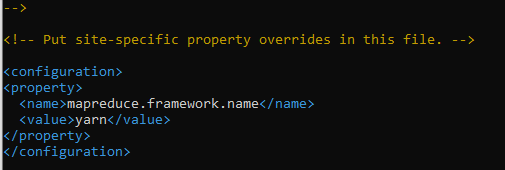 -->
<!-- Put site-specific property overrides in this file. -->
<configuration>
<property>
  <name>mapreduce.framework.name</name>
  <value>yarn</value>
</property>
</configuration>